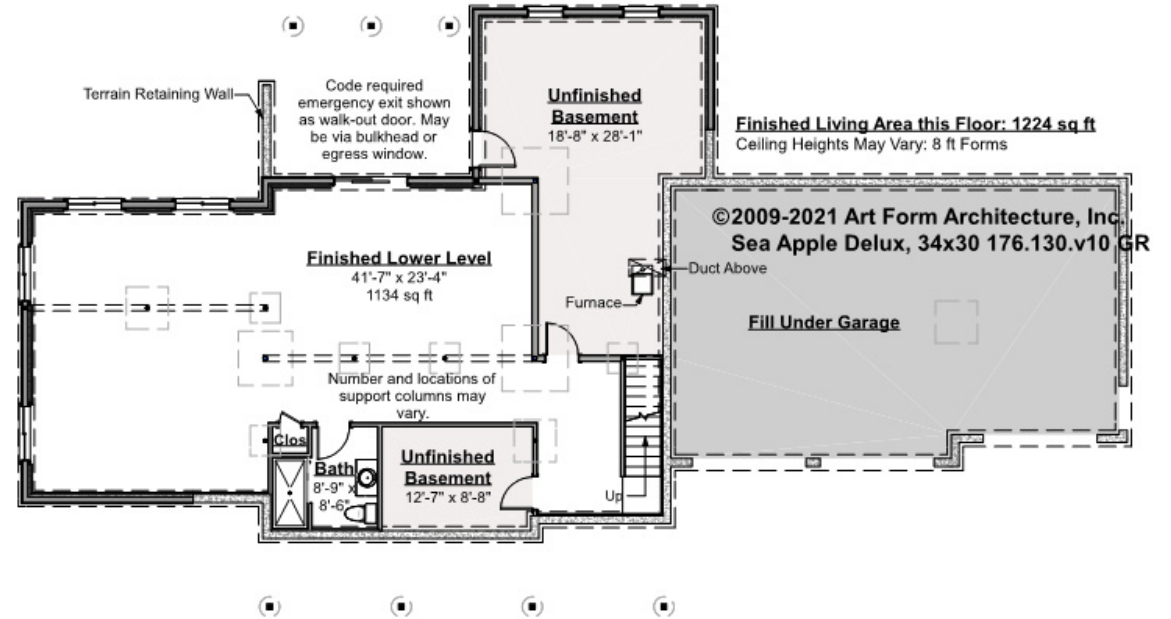 Terrain Retaining Wall
Code required
emergency exit shown
as walk-out door. May
be via bulkhead or
egress window.
Unfinished
Basement
18'-8" x 28'-1"
Finished Living Area this Floor: 1224 sq ft
Ceiling Heights May Vary: 8 ft Forms
©2009-2021 Art Form Architecture, Inc.
Sea Apple Delux, 34x30 176.130.v10 GR
Finished Lower Level
41'-7" x 23'-4"
1134 sq ft
Duct Above
Furnace
Fill Under Garage
Number and locations of
support columns may
vary.
Clos
Bath
8'-9" x
8'-6"
Unfinished
Basement
12'-7" x 8'-8"
Up